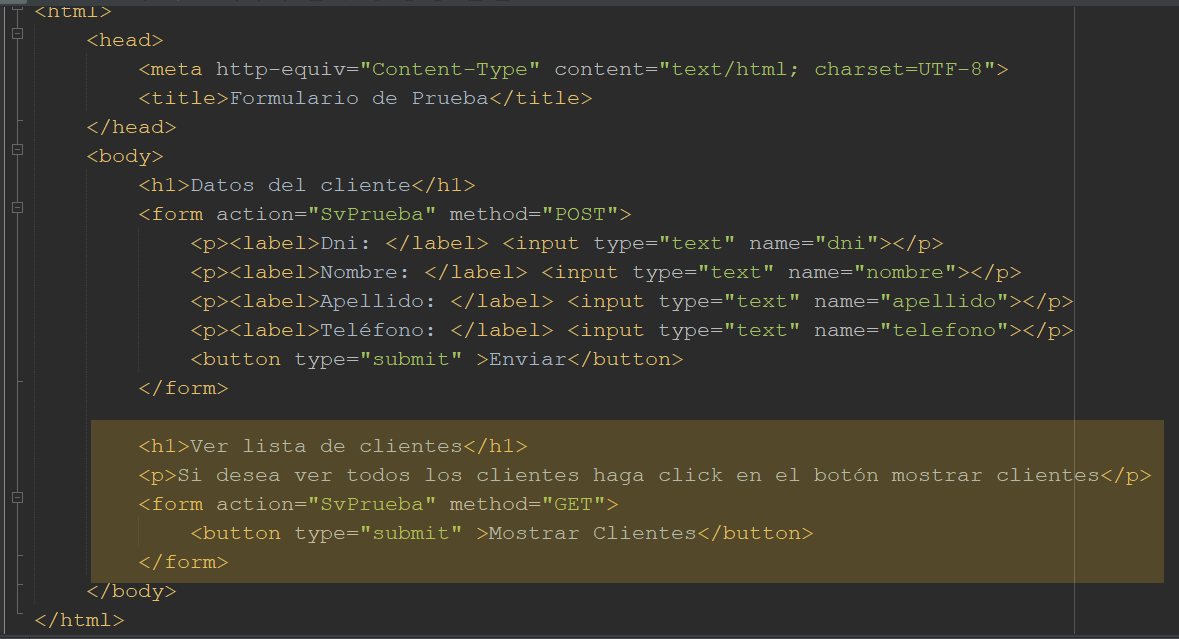 <html>
<head>
<meta http-equiv="Content-Type" content="text/html; charset=UTF-8">
<title>Formulario de Prueba</title>
</head>
<body>
<h1>Datos del cliente</h1>
<form action="SvPrueba" method="POST">
<p><label>Dni: </label> <input type="text" name="dni"></p>
<p><label>Nombre: </label> <input type="text" name="nombre"></p>
<p><label>Apellido: </label> <input type="text" name="apellido"></p>
<p><label>Teléfono: </label> <input type="text" name="telefono"></p>
<button type="submit" >Enviar</button>
</form>
<h1>Ver lista de clientes</h1>
<p>Si desea ver todos los clientes haga click en el botón mostrar clientes</p>
<form action="SvPrueba" method="GET">
<button type="submit" >Mostrar Clientes</button>
</form>
</body>
</html>